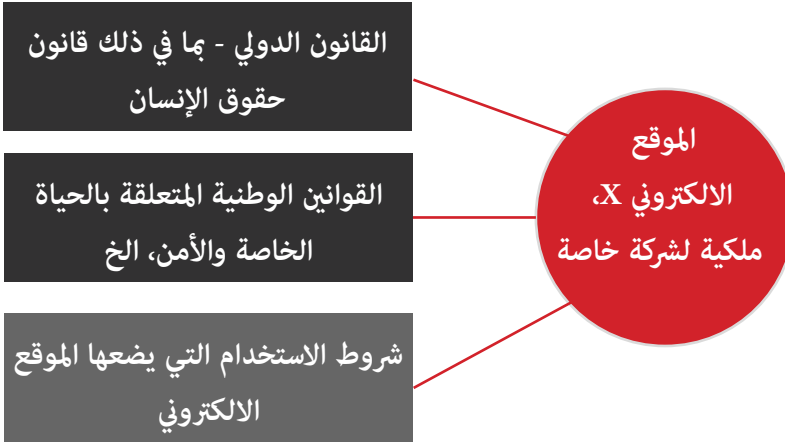 القانون الدولي - بما في ذلك قانون
حقوق الإنسان
الموقع
الالكتروني X،
ملكية لشركة خاصة
القوانين الوطنية المتعلقة بالحياة
الخاصة والأمن، الخ
شروط الاستخدام التي يضعها الموقع
الالكتروني